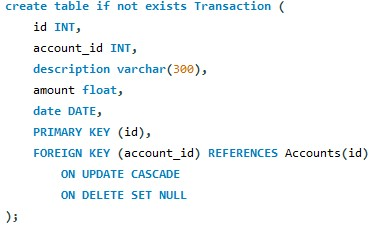 create table if not exists Transaction (
    id INT,
    account_id INT,
    description varchar(300),
    amount float,
    date DATE,
    PRIMARY KEY (id),
    FOREIGN KEY (account_id) REFERENCES Accounts(id)
        ON UPDATE CASCADE
        ON DELETE SET NULL
);